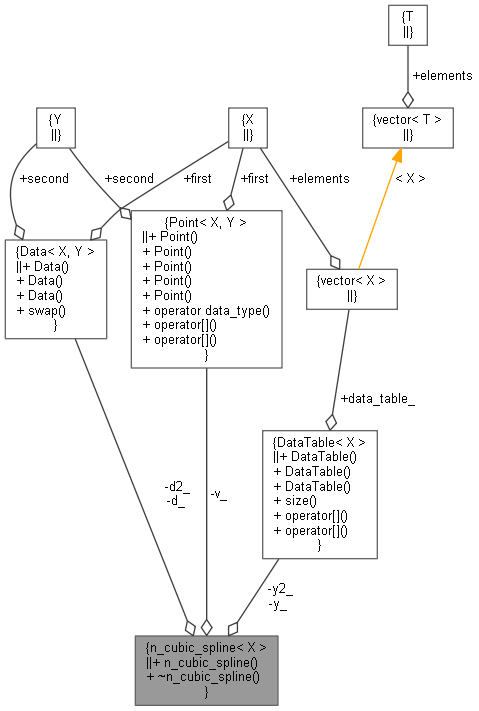 {T
||}
+elements
{Y
||}
{X
||}
{vector< T >
||}
+second
+second
+first
+first
+elements
< X >
{Data< X, Y >
||+ Data()
+ Data()
+ Data()
+ swap()
}
{Point< X, Y >
||+ Point()
+ Point()
+ Point()
+ Point()
+ Point()
+ operator data_type()
+ operator[]()
+ operator[]()
}
{vector< X >
||}
+data_table_
{DataTable< X >
||+ DataTable()
+ DataTable()
+ DataTable()
+ size()
+ operator[]()
+ operator[]()
}
-d2_
-d_
-v_
-y2_
-y_
{n_cubic_spline< X >
||+ n_cubic_spline()
+ ~n_cubic_spline()
}